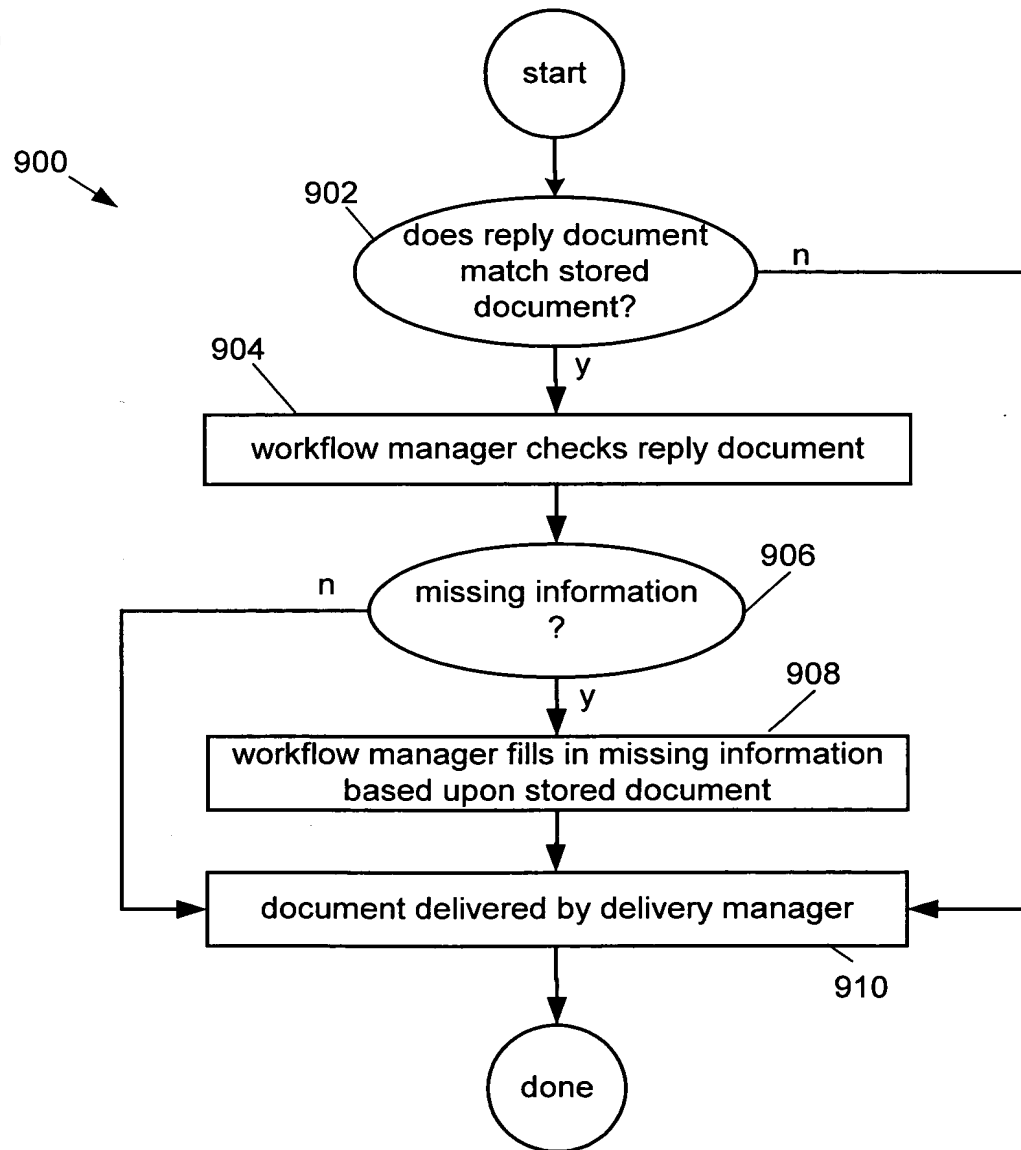 start
900
902
does reply document
match stored
document?
n
904
y
workflow manager checks reply document
906
n
missing information
?
908
y
workflow manager fills in missing information
based upon stored document
document delivered by delivery manager
910
done